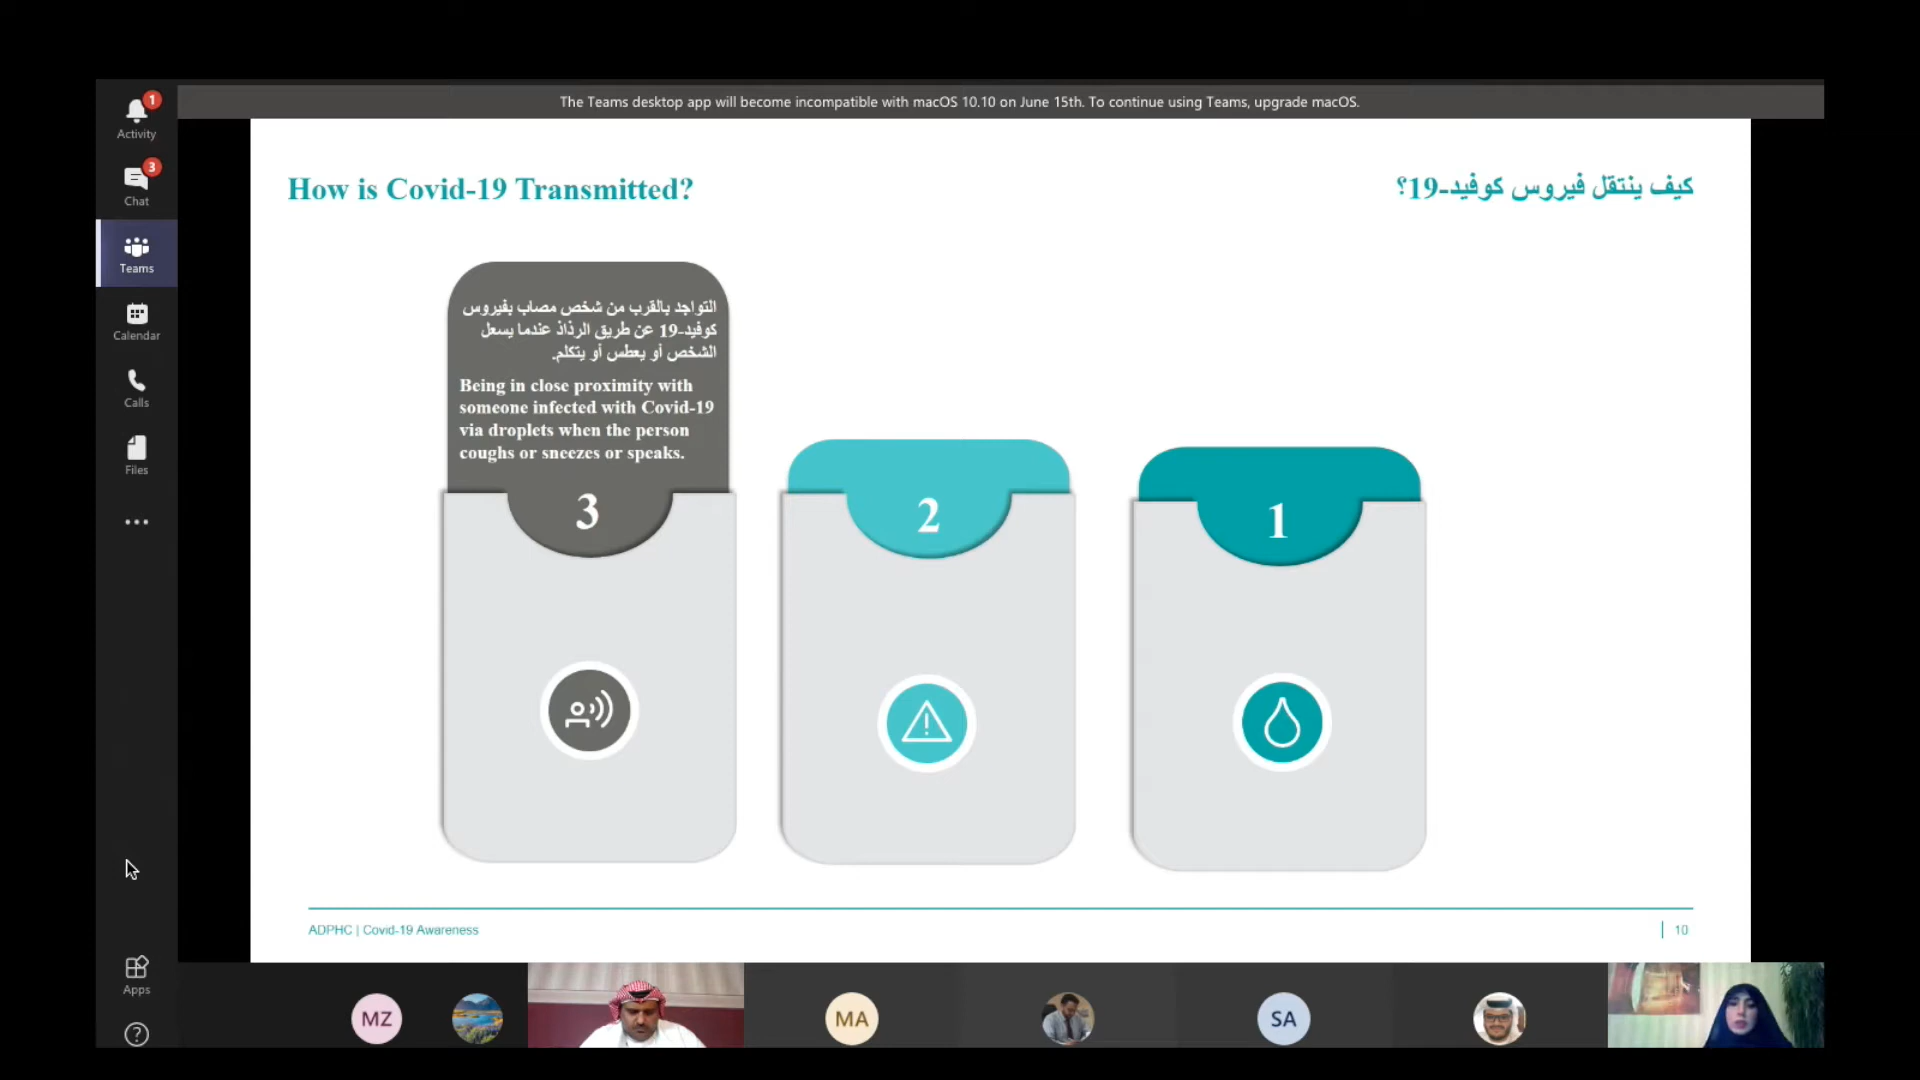 The Teams desktop app will become incompatible with macOS 10.10 on June 15th. To continue using Teams, upgrade macOS.
1
Activity
3
Chat
Teams
Calendar
Calls
Files
Apps
How is Covid-19 Transmitted?
كيف ينتقل فيروس كوفيد-19؟
التواجد بالقرب من شخص مصاب بفيروس
كوفيد-19 عن طريق الرذاذ عندما يسعل
الشخص أو يعطس أو يتكلم.
Being in close proximity with
someone infected with Covid-19
via droplets when the person
coughs or sneezes or speaks.
3
2
1
ADPHC | Covid-19 Awareness
10
MZ
MA
SA